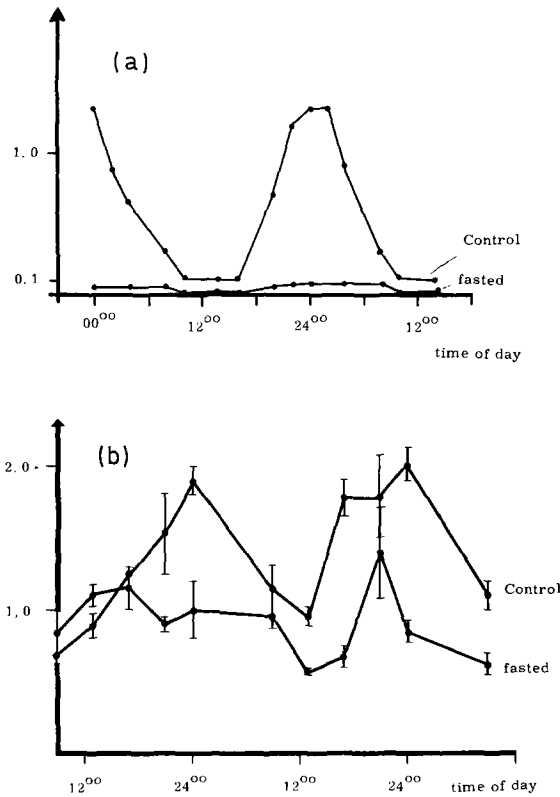 (a)
1.0
Control
0.1
fasted
00⁰⁰ 12⁰⁰ 24⁰⁰ 12⁰⁰
time of day
(b)
2.0
1,0
Control
fasted
12⁰⁰ 24⁰⁰ 12⁰⁰ 24⁰⁰ time of day